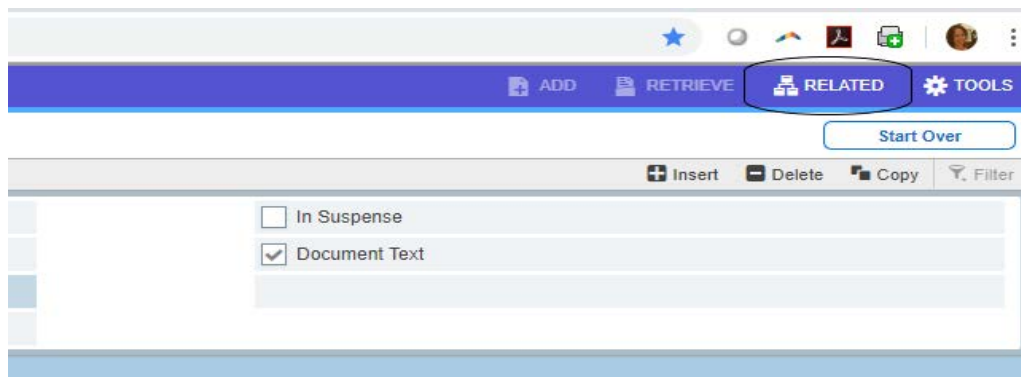 ADD RETRIEVE RELATED TOOLS
Start Over
Insert Delete Copy Filter
In Suspense
Document Text